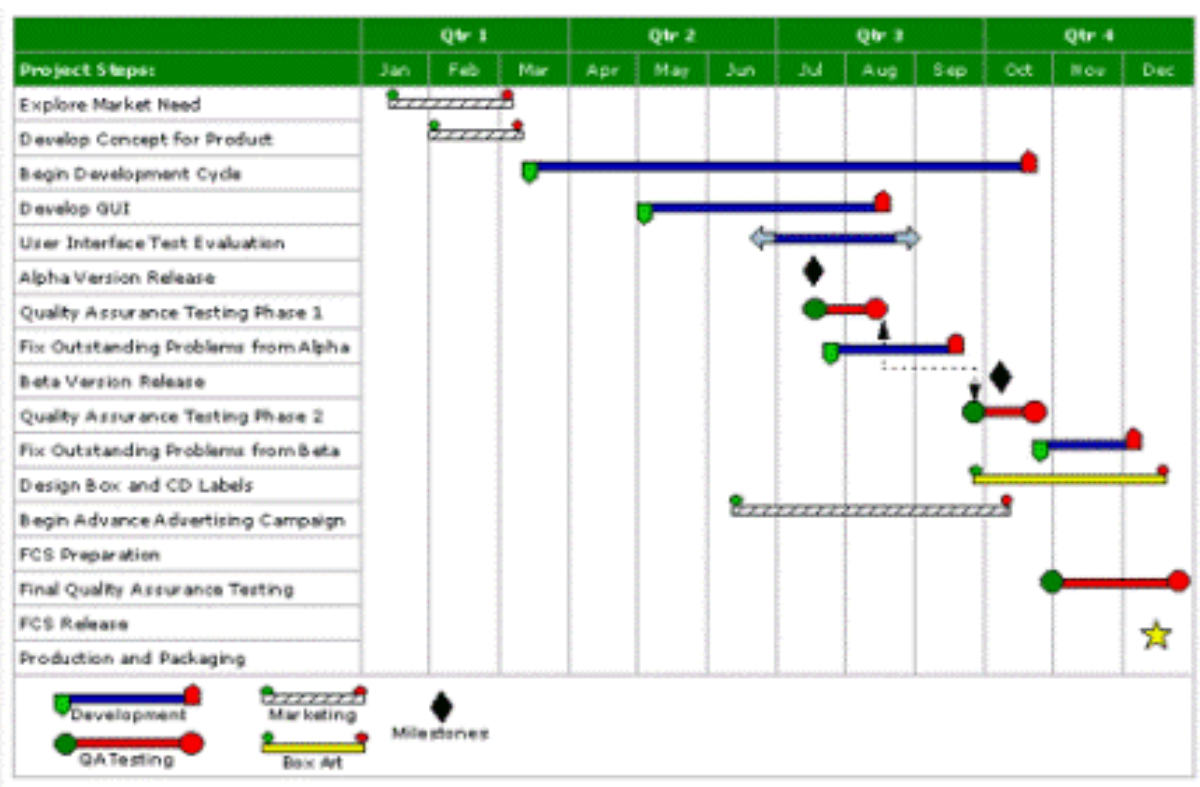 Qtr 1 Qtr 2 Qtr 3 Qtr 4
Project Steps: Jan Feb Mar Apr May Jun Jul Aug Sep Oct Nov Dec
Explore Market Need
Develop Concept for Product
Begin Development Cycle
Develop GUI
User Interface Test Evaluation
Alpha Version Release
Quality Assurance Testing Phase 1
Fix Outstanding Problems from Alpha
Beta Version Release
Quality Assurance Testing Phase 2
Fix Outstanding Problems from Beta
Design Box and CD Labels
Begin Advance Advertising Campaign
FCS Preparation
Final Quality Assurance Testing
FCS Release
Production and Packaging
Development Marketing
Milestones
QA Testing Box Art